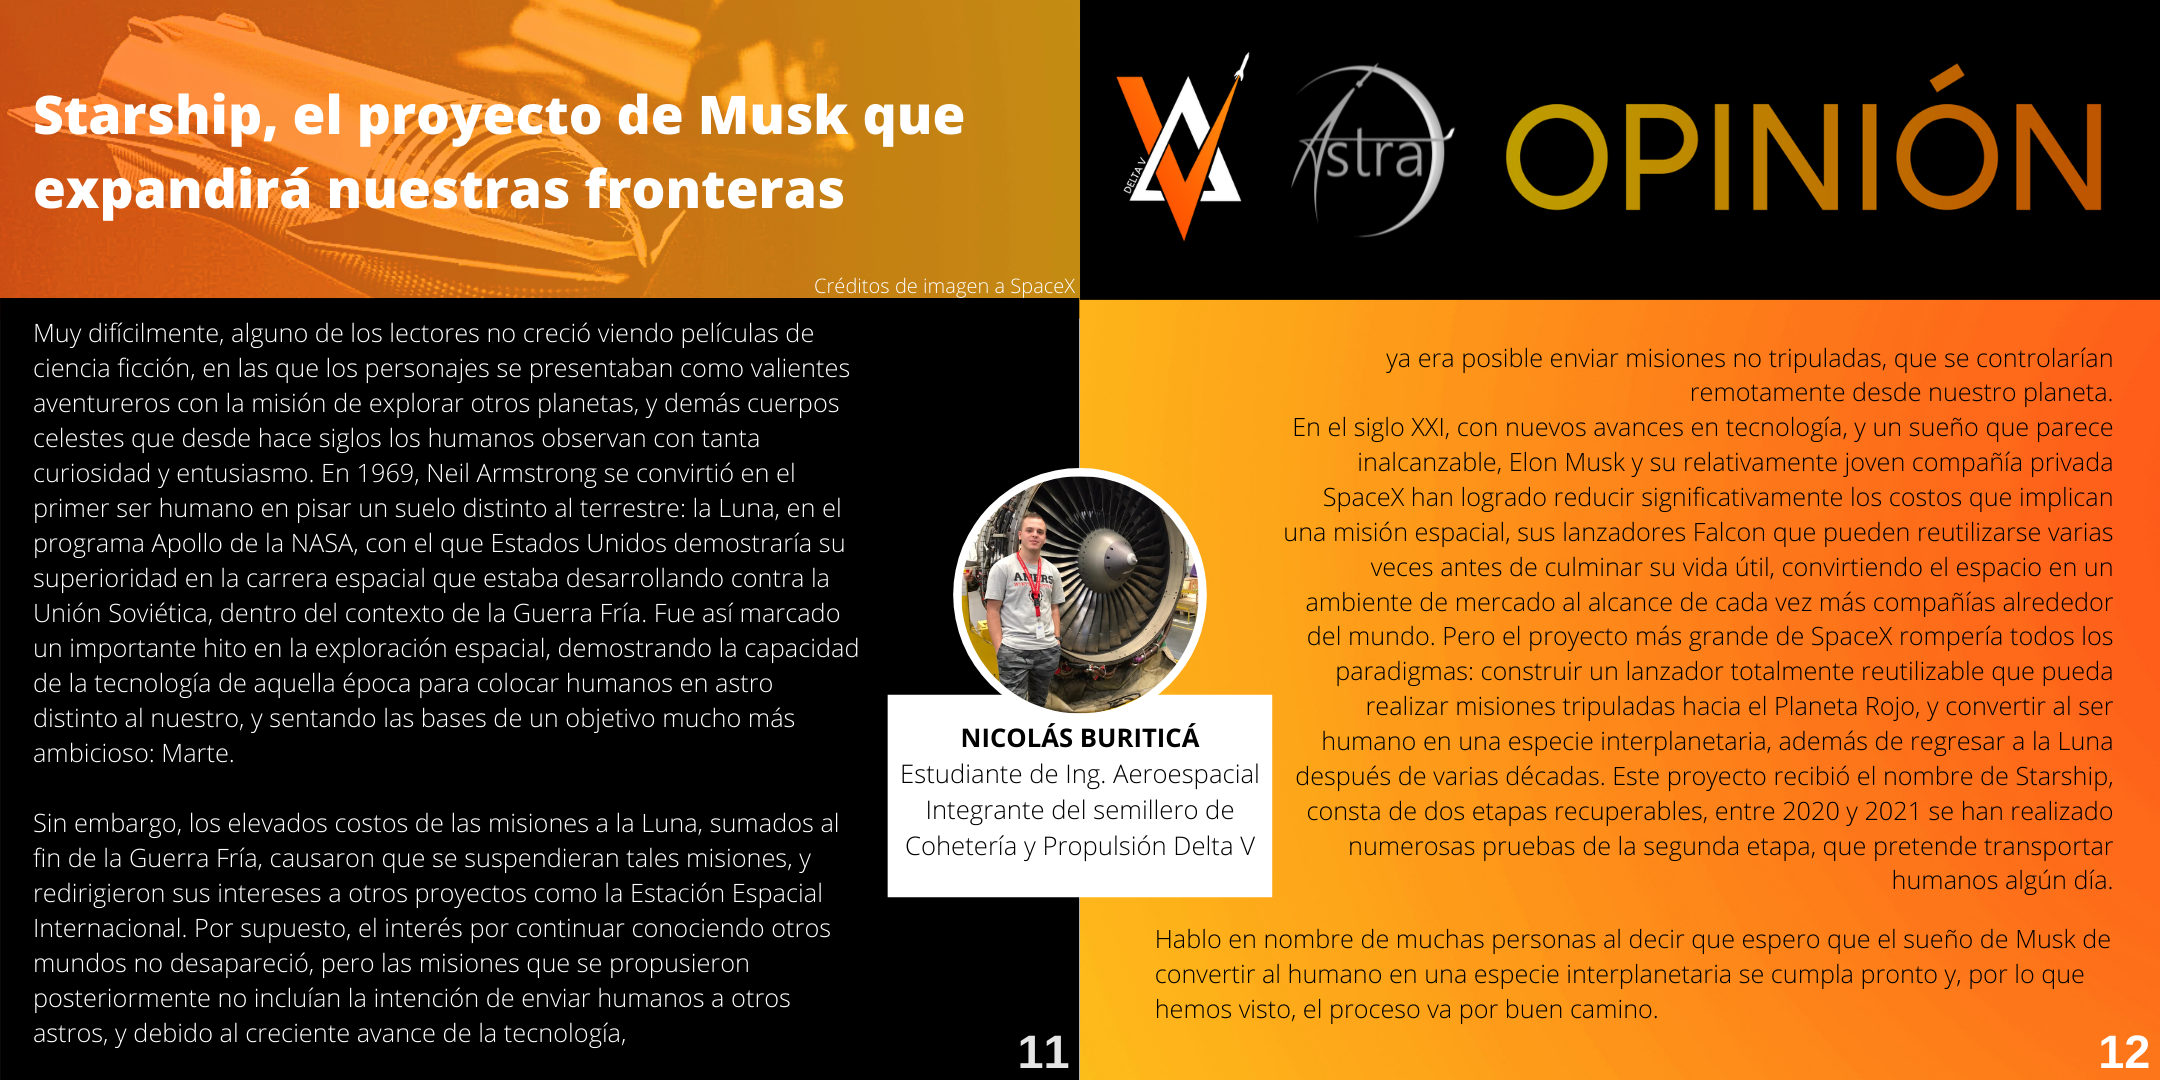 Starship, el proyecto de Musk que
expandirá nuestras fronteras
Créditos de imagen a SpaceX
Muy difícilmente, alguno de los lectores no creció viendo películas de
ciencia ficción, en las que los personajes se presentaban como valientes
aventureros con la misión de explorar otros planetas, y demás cuerpos
celestes que desde hace siglos los humanos observan con tanta
curiosidad y entusiasmo. En 1969, Neil Armstrong se convirtió en el
primer ser humano en pisar un suelo distinto al terrestre: la Luna, en el
programa Apollo de la NASA, con el que Estados Unidos demostraría su
superioridad en la carrera espacial que estaba desarrollando contra la
Unión Soviética, dentro del contexto de la Guerra Fría. Fue así marcado
un importante hito en la exploración espacial, demostrando la capacidad
de la tecnología de aquella época para colocar humanos en astro
distinto al nuestro, y sentando las bases de un objetivo mucho más
ambicioso: Marte.
Sin embargo, los elevados costos de las misiones a la Luna, sumados al
fin de la Guerra Fría, causaron que se suspendieran tales misiones, y
redirigieron sus intereses a otros proyectos como la Estación Espacial
Internacional. Por supuesto, el interés por continuar conociendo otros
mundos no desapareció, pero las misiones que se propusieron
posteriormente no incluían la intención de enviar humanos a otros
astros, y debido al creciente avance de la tecnología,
11
NICOLÁS BURITICÁ
Estudiante de Ing. Aeroespacial
Integrante del semillero de
Cohetería y Propulsión Delta V
DELTA V
Astra
OPINIÓN
ya era posible enviar misiones no tripuladas, que se controlarían
remotamente desde nuestro planeta.
En el siglo XXI, con nuevos avances en tecnología, y un sueño que parece
inalcanzable, Elon Musk y su relativamente joven compañía privada
SpaceX han logrado reducir significativamente los costos que implican
una misión espacial, sus lanzadores Falcon que pueden reutilizarse varias
veces antes de culminar su vida útil, convirtiendo el espacio en un
ambiente de mercado al alcance de cada vez más compañías alrededor
del mundo. Pero el proyecto más grande de SpaceX rompería todos los
paradigmas: construir un lanzador totalmente reutilizable que pueda
realizar misiones tripuladas hacia el Planeta Rojo, y convertir al ser
humano en una especie interplanetaria, además de regresar a la Luna
después de varias décadas. Este proyecto recibió el nombre de Starship,
consta de dos etapas recuperables, entre 2020 y 2021 se han realizado
numerosas pruebas de la segunda etapa, que pretende transportar
humanos algún día.
Hablo en nombre de muchas personas al decir que espero que el sueño de Musk de
convertir al humano en una especie interplanetaria se cumpla pronto y, por lo que
hemos visto, el proceso va por buen camino.
12